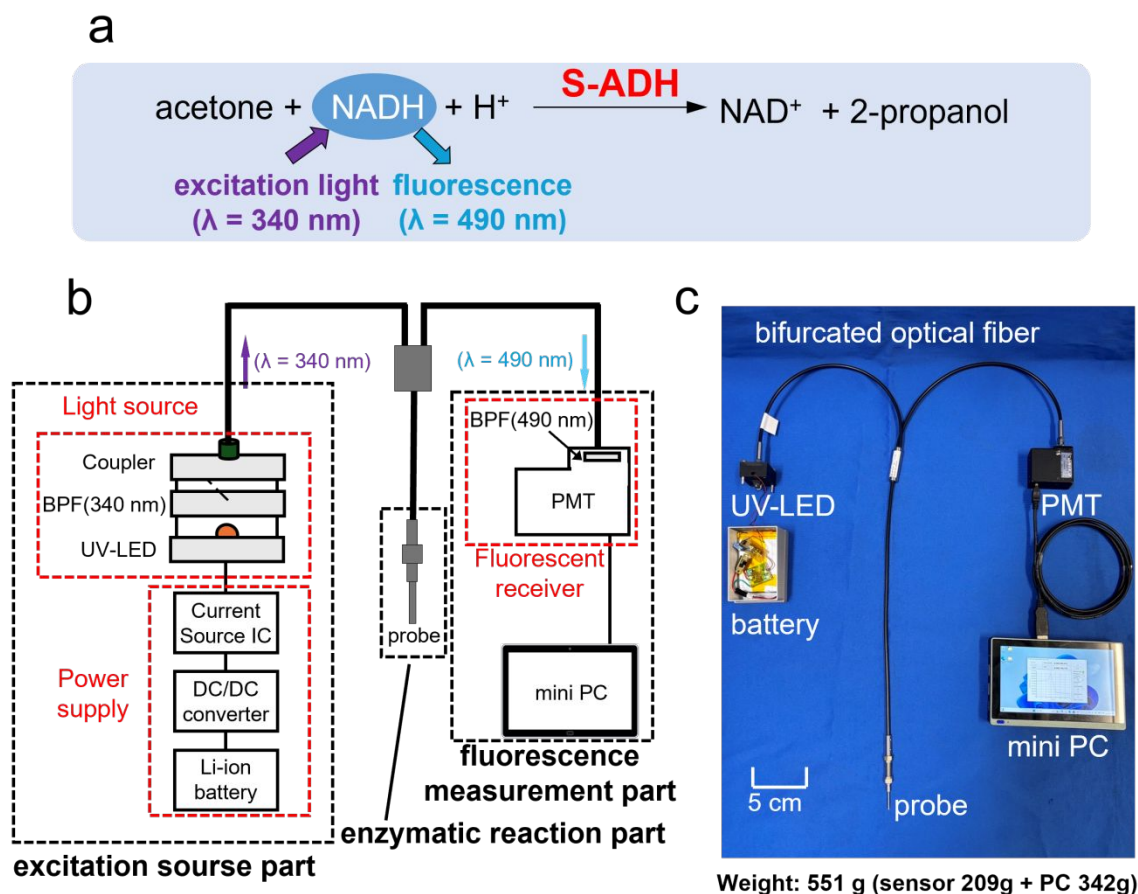 a
acetone + NADH + H⁺ S-ADH NAD⁺ + 2-propanol
excitation light
(λ = 340 nm)
fluorescence
(λ = 490 nm)
b
(λ = 340 nm)
(λ = 490 nm)
Light source
Coupler
BPF(340 nm)
UV-LED
Power
supply
Current
Source IC
DC/DC
converter
Li-ion
battery
excitation sourse part
probe
enzymatic reaction part
BPF(490 nm)
PMT
Fluorescent
receiver
mini PC
fluorescence
measurement part
c
bifurcated optical fiber
UV-LED
PMT
battery
mini PC
5 cm
probe
Weight: 551 g (sensor 209g + PC 342g)